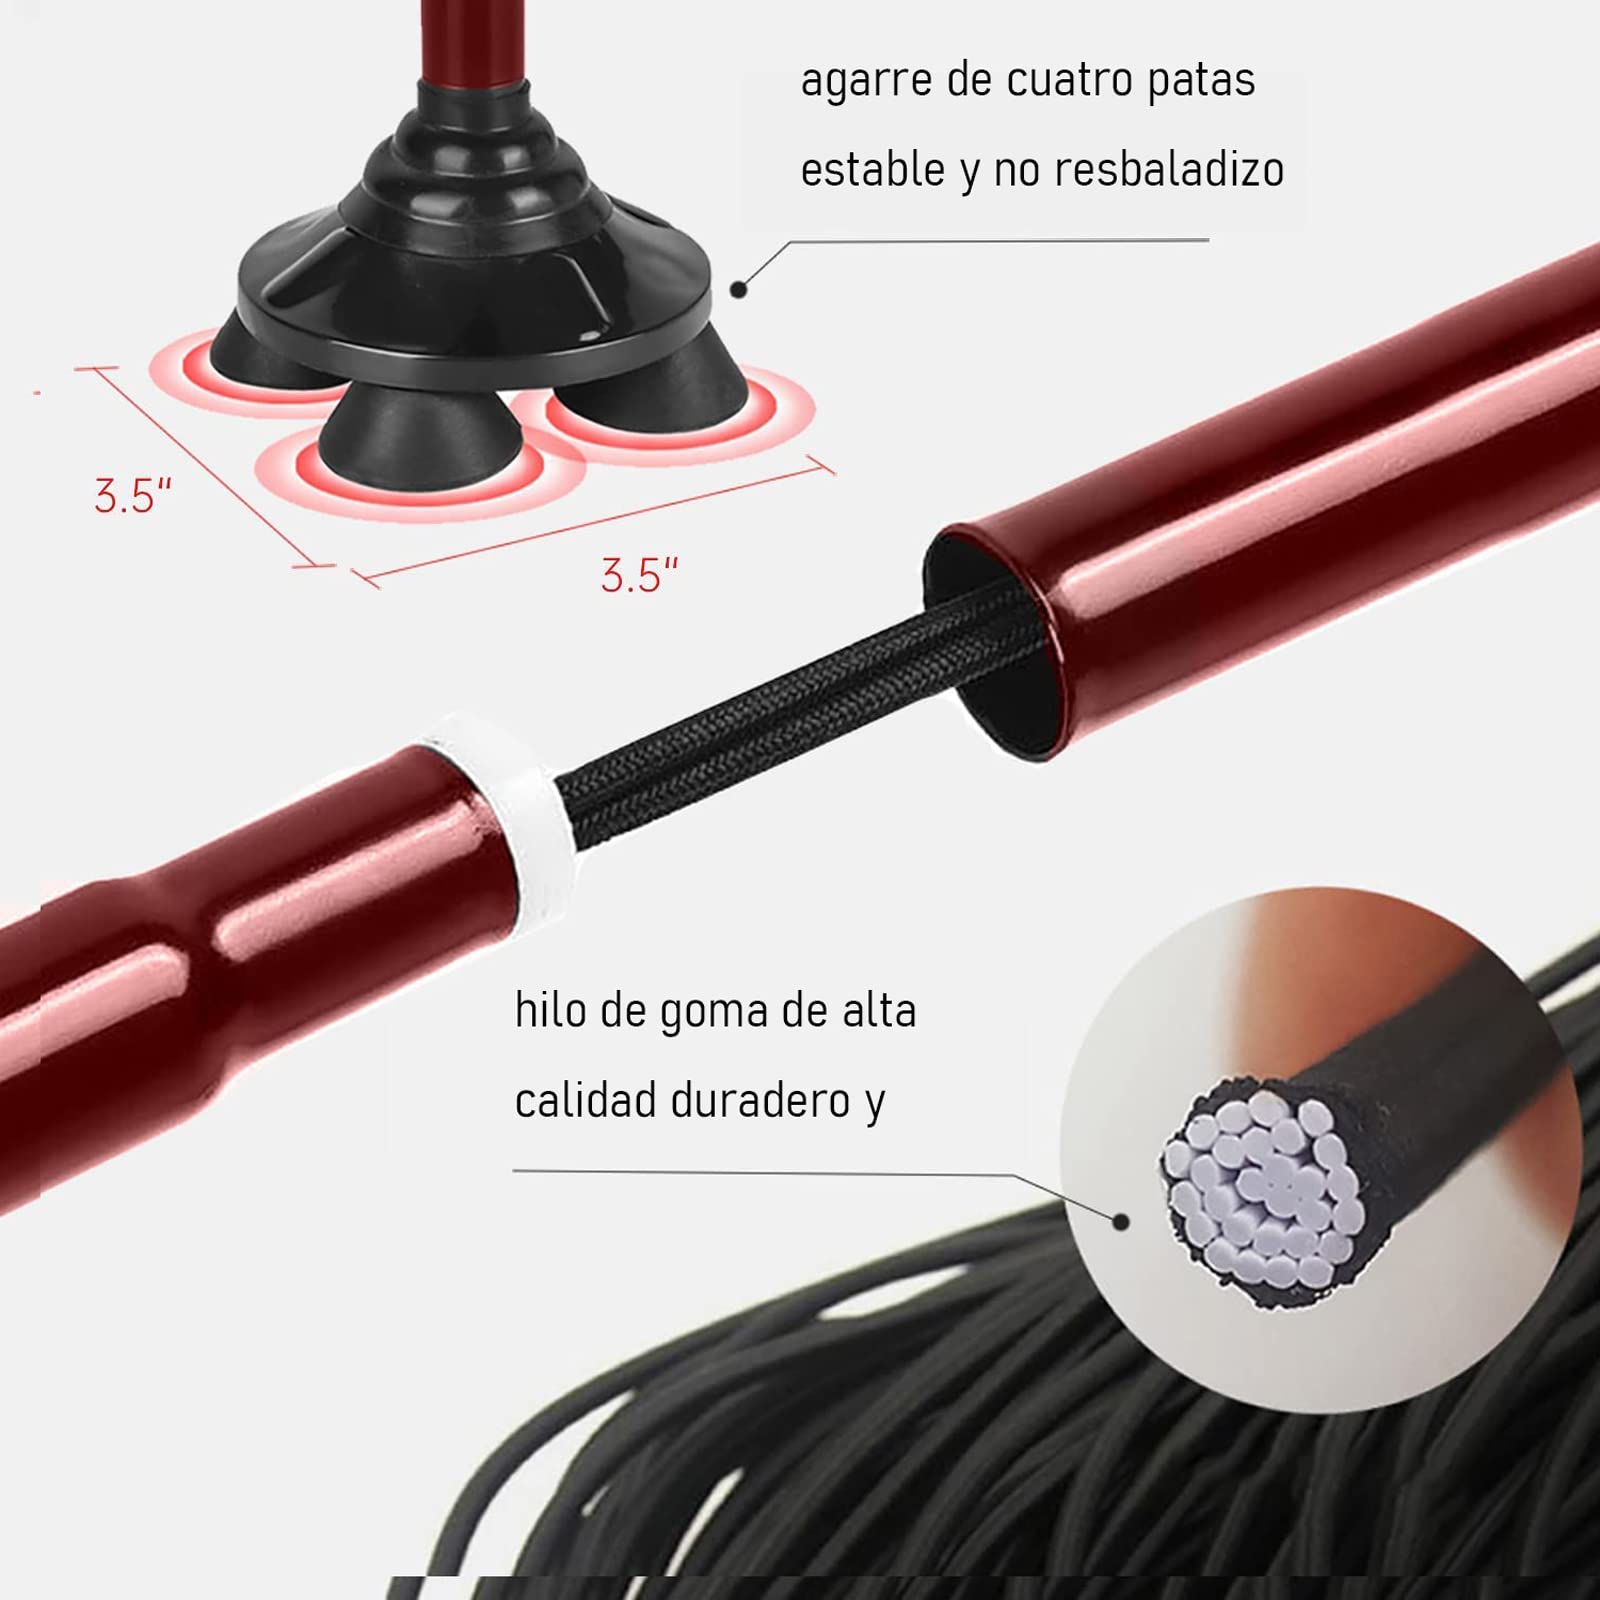 agarre de cuatro patas
estable y no resbaladizo
3.5"
3.5"
hilo de goma de alta
calidad duradero y